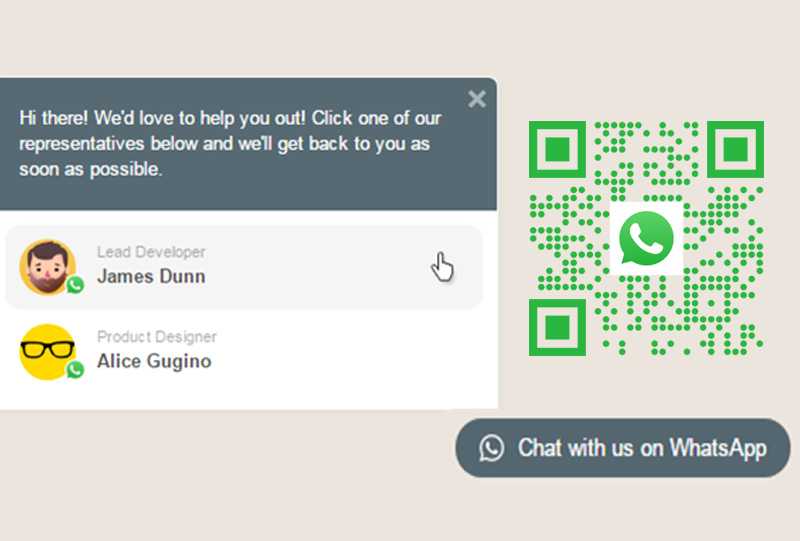 Hi there! We'd love to help you out! Click one of our
representatives below and we'll get back to you as
soon as possible.
Lead Developer
James Dunn
Product Designer
Alice Gugino
Chat with us on WhatsApp